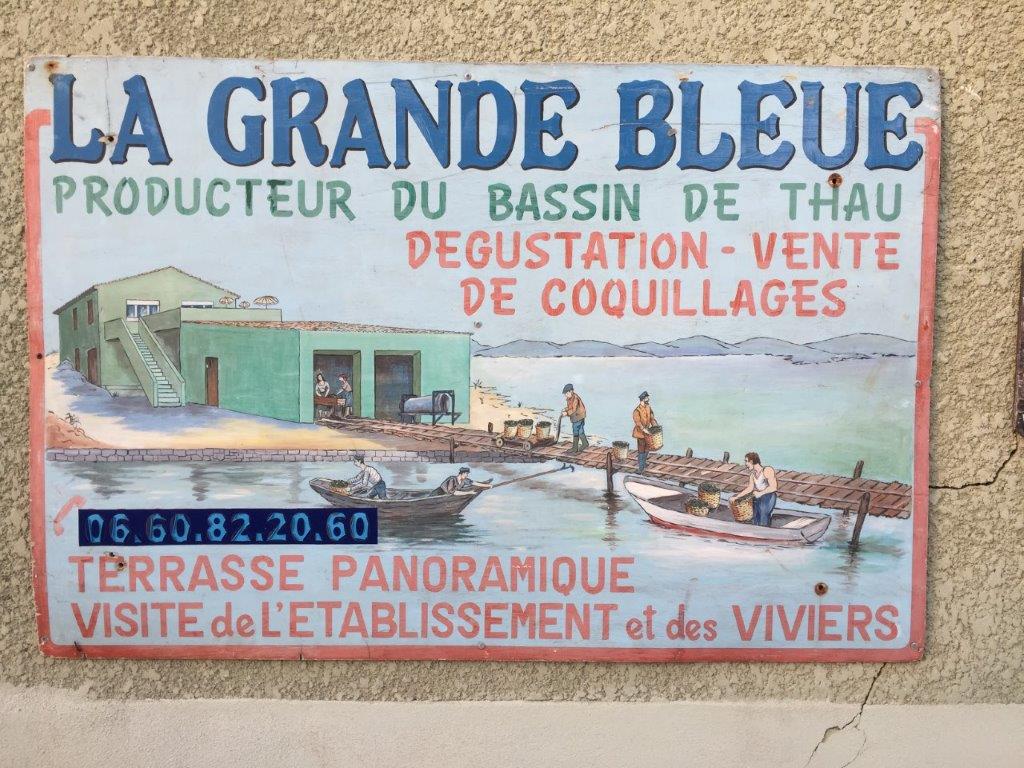 LA GRANDE BLEUE
PRODUCTEUR DU BASSIN DE THAU
DEGUSTATION - VENTE
DE COQUILLAGES
06.60.82.20.60
TERRASSE PANORAMIQUE
VISITE de L'ETABLISSEMENT et des VIVIERS